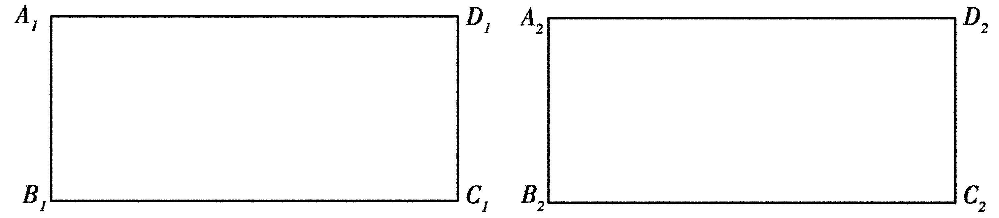 A₁ D₁ A₂ D₂
B₁ C₁ B₂ C₂